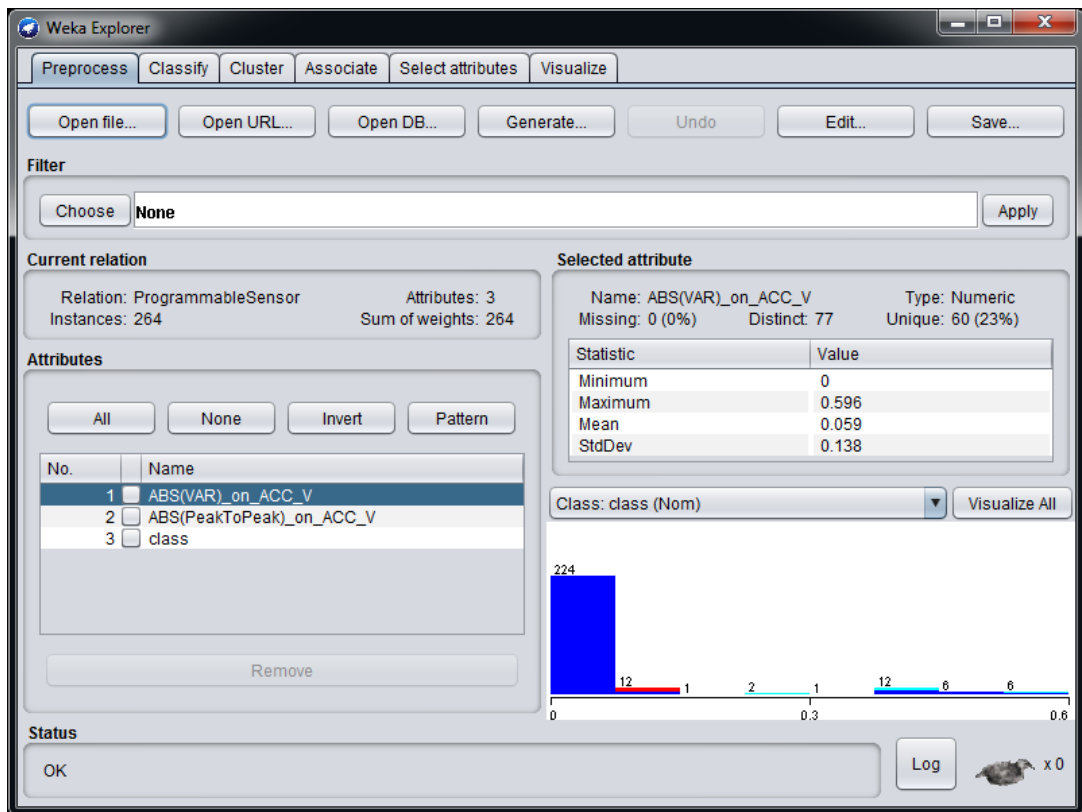 Weka Explorer
Preprocess Classify Cluster Associate Select attributes Visualize
Open file... Open URL... Open DB... Generate... Undo Edit... Save...
Filter
Choose None Apply
Current relation
Relation: ProgrammableSensor Attributes: 3
Instances: 264 Sum of weights: 264
Attributes
All None Invert Pattern
No. Name
1 ABS(VAR)_on_ACC_V
2 ABS(PeakToPeak)_on_ACC_V
3 class
Remove
Selected attribute
Name: ABS(VAR)_on_ACC_V Type: Numeric
Missing: 0 (0%) Distinct: 77 Unique: 60 (23%)
Statistic Value
Minimum 0
Maximum 0.596
Mean 0.059
StdDev 0.138
Class: class (Nom) Visualize All
224
12 1 2 1 12 6 6
0 0.3 0.6
Status
OK
Log x 0